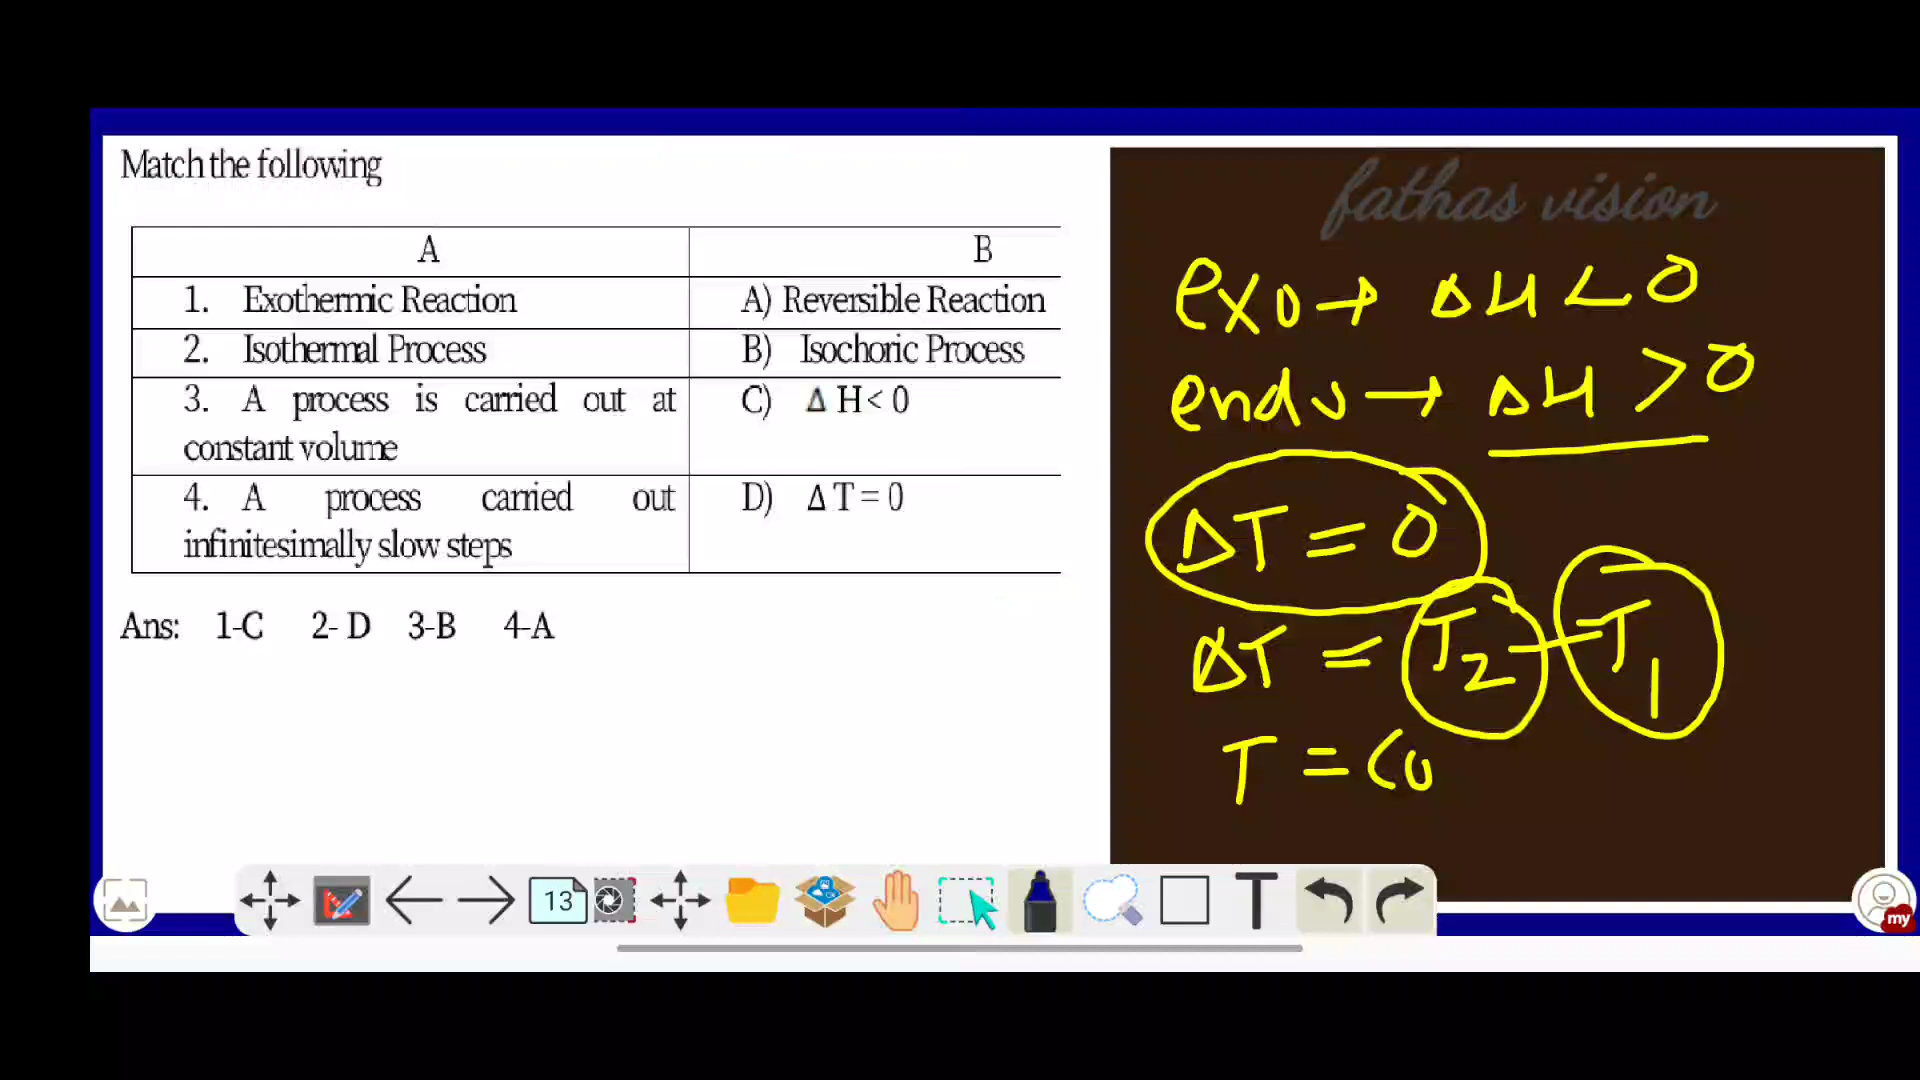 Match the following
A B
1. Exothermic Reaction A) Reversible Reaction
2. Isothermal Process B) Isochoric Process
3. A process is carried out at constant volume C) Δ H< 0
4. A process carried out infinitesimally slow steps D) Δ T = 0
Ans: 1-C 2- D 3-B 4-A
fathas vision
exo → ΔH < 0
endo → ΔH > 0
ΔT = 0
ΔT = T2 - T1
T = Co
13
T
my